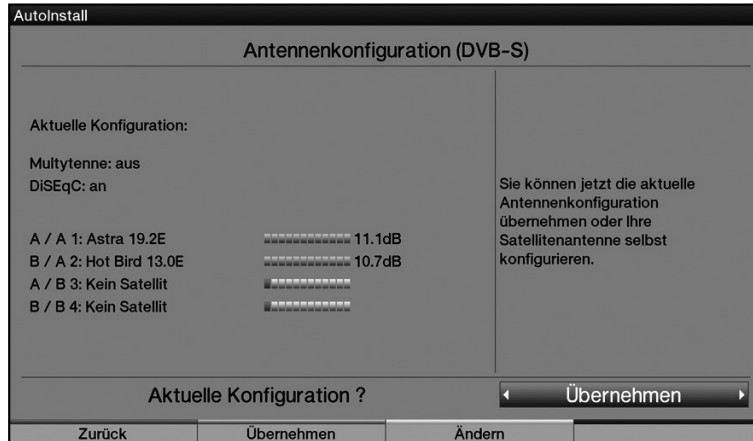 AutoInstall
Antennenkonfiguration (DVB-S)
Aktuelle Konfiguration:
Multytenne: aus
DiSEqC: an
A / A 1: Astra 19.2E 11.1dB
B / A 2: Hot Bird 13.0E 10.7dB
A / B 3: Kein Satellit
B / B 4: Kein Satellit
Sie können jetzt die aktuelle
Antennenkonfiguration
übernehmen oder Ihre
Satellitenantenne selbst
konfigurieren.
Aktuelle Konfiguration ?
Übernehmen
Zurück Übernehmen Ändern